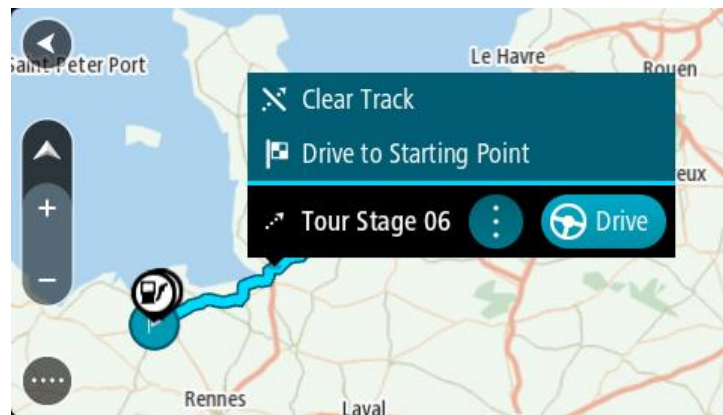 Saint Peter Port
Le Havre
Rouen
Clear Track
Drive to Starting Point
eux
Tour Stage 06
Drive
Rennes
Laval